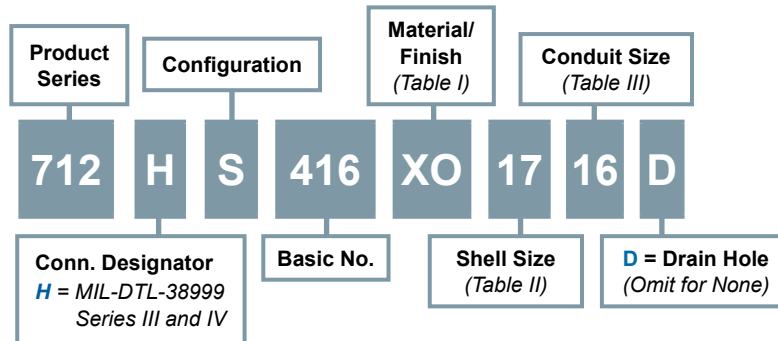 Product
Series
Configuration
Material/
Finish
(Table I)
Conduit Size
(Table III)
712 H S 416 XO 17 16 D
Conn. Designator
H = MIL-DTL-38999
Series III and IV
Basic No.
Shell Size
(Table II)
D = Drain Hole
(Omit for None)